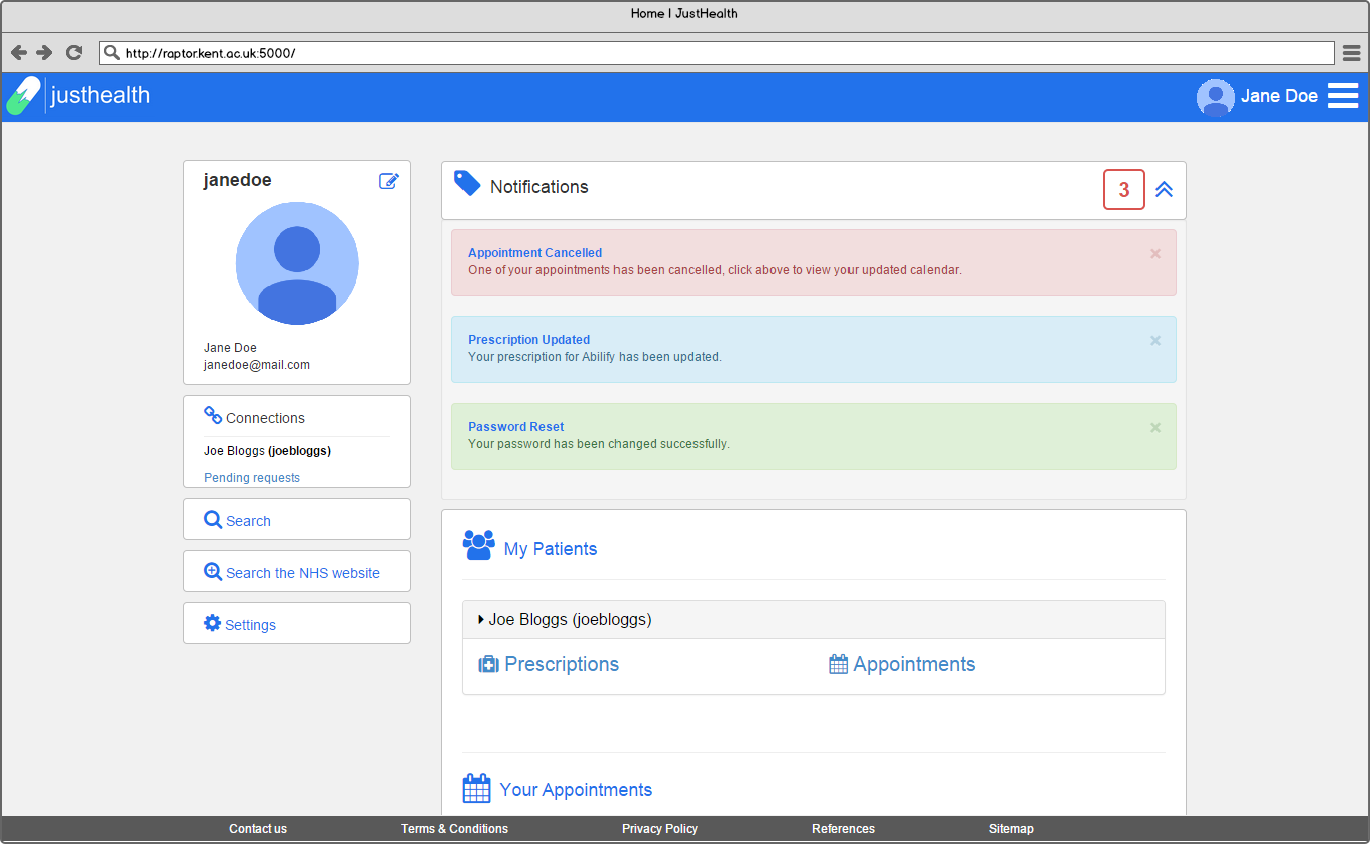 Home | JustHealth
http://raptor.kent.ac.uk:5000/
justhealth
Jane Doe
janedoe
Jane Doe
janedoe@mail.com
Connections
Joe Bloggs (joebloggs)
Pending requests
Search
Search the NHS website
Settings
Notifications
3
Appointment Cancelled
One of your appointments has been cancelled, click above to view your updated calendar.
Prescription Updated
Your prescription for Abilify has been updated.
Password Reset
Your password has been changed successfully.
My Patients
Joe Bloggs (joebloggs)
Prescriptions
Appointments
Your Appointments
Contact us
Terms & Conditions
Privacy Policy
References
Sitemap